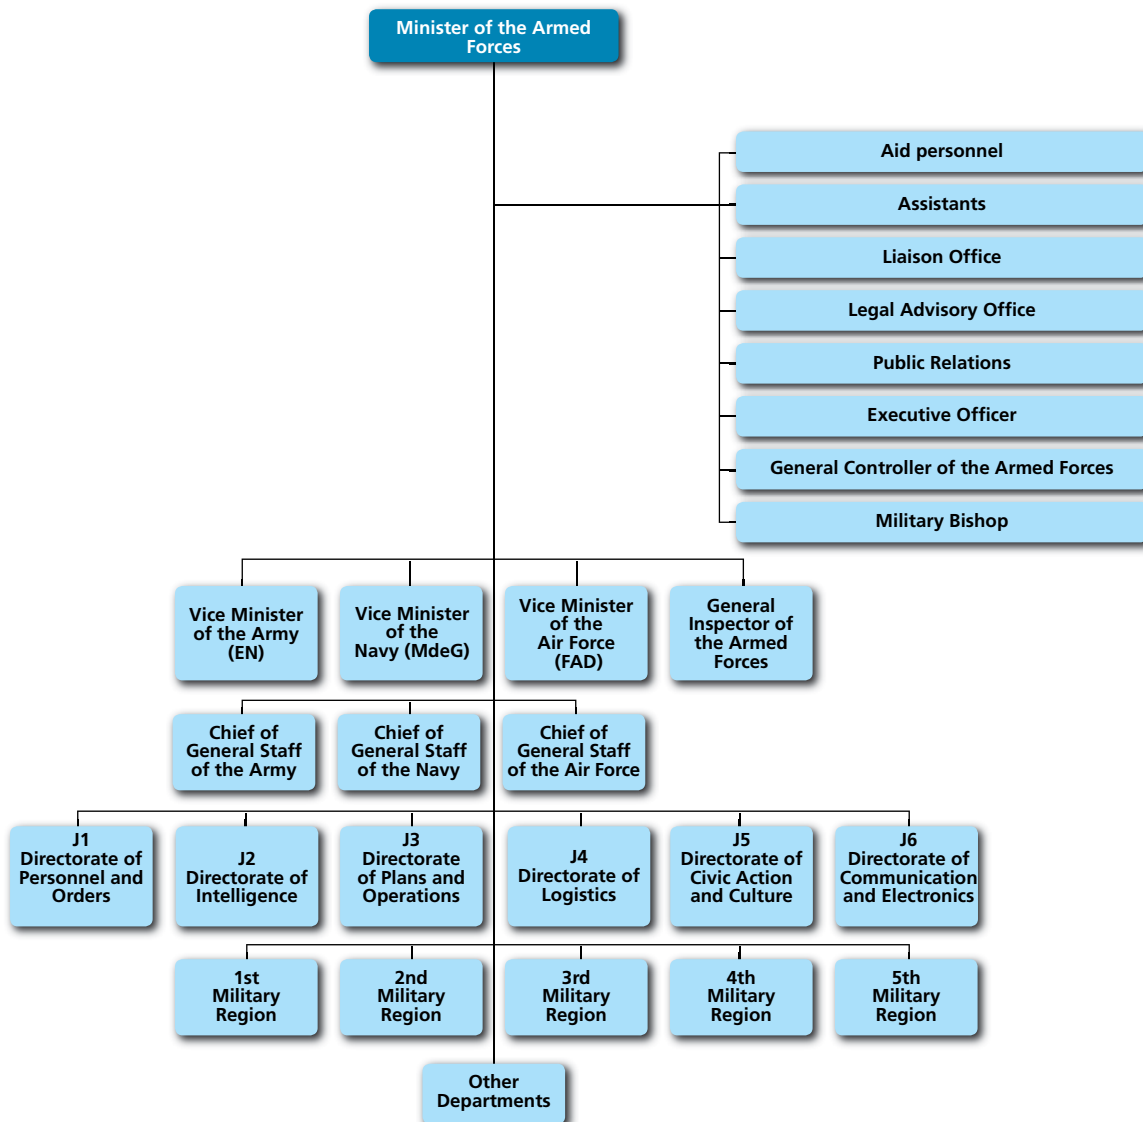 Minister of the Armed
Forces
Aid personnel
Assistants
Liaison Office
Legal Advisory Office
Public Relations
Executive Officer
General Controller of the Armed Forces
Military Bishop
Vice Minister
of the Army
(EN)
Vice Minister
of the
Navy (MdeG)
Vice Minister
of the
Air Force
(FAD)
General
Inspector of
the Armed
Forces
Chief of
General Staff
of the Army
Chief of
General Staff
of the Navy
Chief of
General Staff
of the Air Force
J1
Directorate of
Personnel and
Orders
J2
Directorate of
Intelligence
J3
Directorate
of Plans and
Operations
J4
Directorate of
Logistics
J5
Directorate of
Civic Action
and Culture
J6
Directorate of
Communication
and Electronics
1st
Military
Region
2nd
Military
Region
3rd
Military
Region
4th
Military
Region
5th
Military
Region
Other
Departments